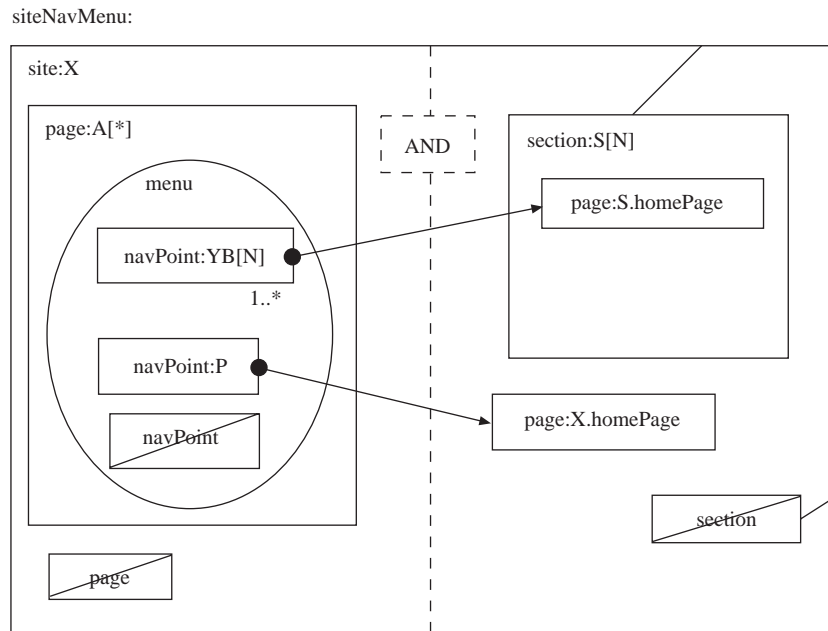 siteNavMenu:
site:X
page:A[*]
menu
navPoint:YB[N]
1..*
navPoint:P
navPoint
page
AND
section:S[N]
page:S.homePage
page:X.homePage
section